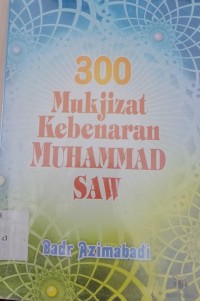 300
Mukjizat
Kebenaran
MUHAMMAD
SAW
Badr Azimabadi